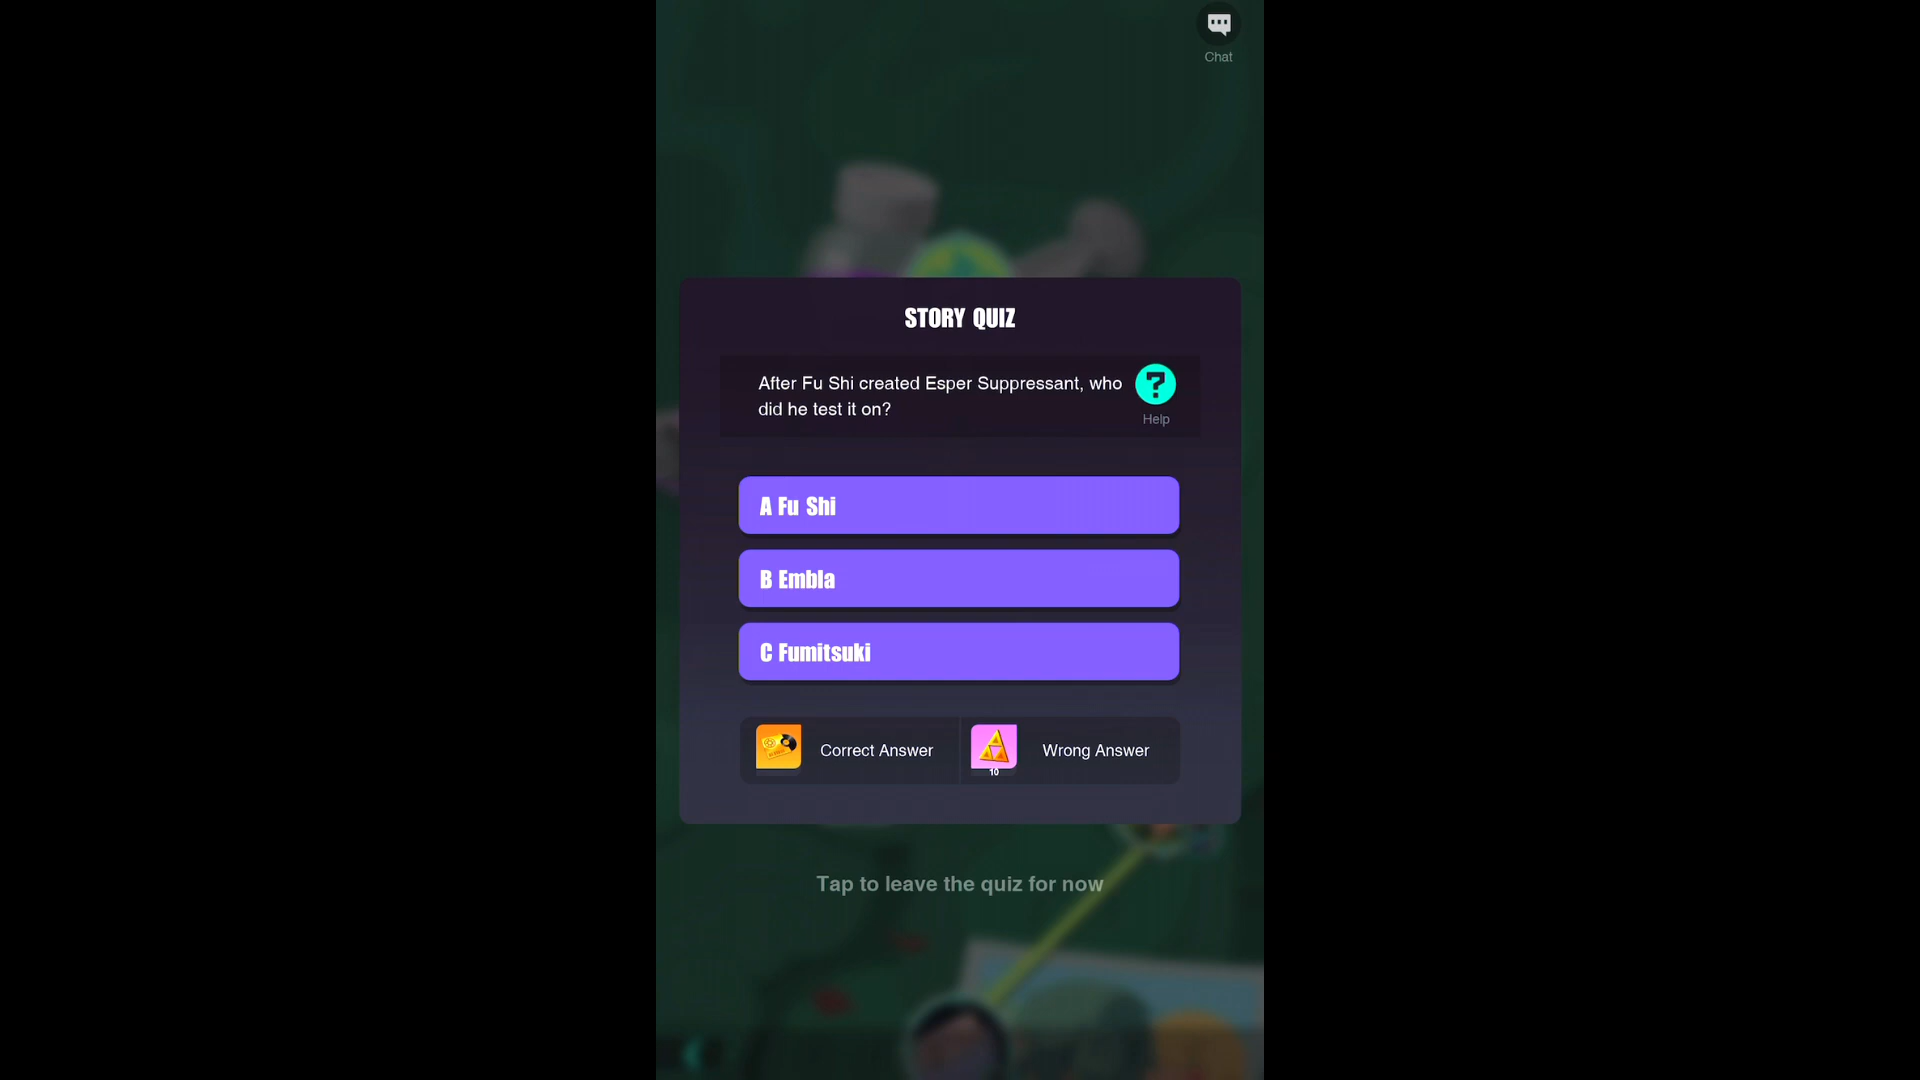 Chat
STORY QUIZ
After Fu Shi created Esper Suppressant, who
did he test it on?
Help
A Fu Shi
B Embla
C Fumitsuki
Correct Answer
10
Wrong Answer
Tap to leave the quiz for now